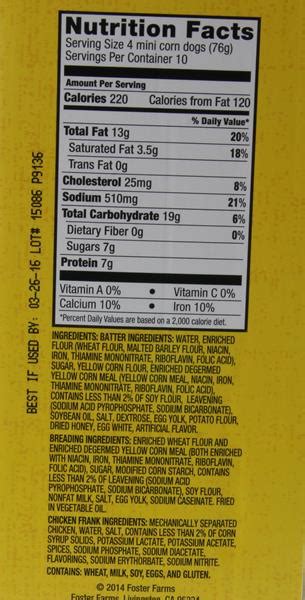 Nutrition Facts
Serving Size 4 mini corn dogs (76g)
Servings Per Container 10
Amount Per Serving
Calories 220 Calories from Fat 120
% Daily Value*
Total Fat 13g 20%
Saturated Fat 3.5g 18%
Trans Fat 0g
Cholesterol 25mg 8%
Sodium 510mg 21%
Total Carbohydrate 19g 6%
Dietary Fiber 0g 0%
Sugars 7g
Protein 7g
Vitamin A 0% • Vitamin C 0%
Calcium 10% • Iron 10%
*Percent Daily Values are based on a 2,000 calorie diet.
INGREDIENTS: BATTER INGREDIENTS: WATER, ENRICHED
FLOUR (WHEAT FLOUR, MALTED BARLEY FLOUR, NIACIN,
IRON, THIAMINE MONONITRATE, RIBOFLAVIN, FOLIC ACID),
SUGAR, YELLOW CORN FLOUR, ENRICHED DEGERMED
YELLOW CORN MEAL (YELLOW CORN MEAL, NIACIN, IRON,
THIAMINE MONONITRATE, RIBOFLAVIN, FOLIC ACID),
CONTAINS LESS THAN 2% OF SOY FLOUR, LEAVENING
(SODIUM ACID PYROPHOSPHATE, SODIUM BICARBONATE),
SOYBEAN OIL, SALT, DEXTROSE, EGG YOLK, POTATO FLOUR,
DRIED HONEY, EGG WHITE, ARTIFICIAL FLAVOR.
BREADING INGREDIENTS: ENRICHED WHEAT FLOUR AND
ENRICHED DEGERMED YELLOW CORN MEAL (BOTH ENRICHED
WITH NIACIN, IRON, THIAMINE MONONITRATE, RIBOFLAVIN,
FOLIC ACID), SUGAR, MODIFIED CORN STARCH, CONTAINS
LESS THAN 2% OF LEAVENING (SODIUM ACID
PYROPHOSPHATE, SODIUM BICARBONATE), SOY FLOUR,
NONFAT MILK, SALT, EGG YOLK, SODIUM CASEINATE. FRIED
IN VEGETABLE OIL.
CHICKEN FRANK INGREDIENTS: MECHANICALLY SEPARATED
CHICKEN, WATER, SALT, CONTAINS LESS THAN 2% OF CORN
SYRUP SOLIDS, POTASSIUM LACTATE, POTASSIUM ACETATE,
SPICES, SODIUM PHOSPHATE, SODIUM DIACETATE,
FLAVORINGS, SODIUM ERYTHORBATE, SODIUM NITRITE.
CONTAINS: WHEAT, MILK, SOY, EGGS, AND GLUTEN.
© 2014 Foster Farms
Foster Farms, Livingston, CA 95334
BEST IF USED BY: 03-26-16 LOT# 15086 P9136